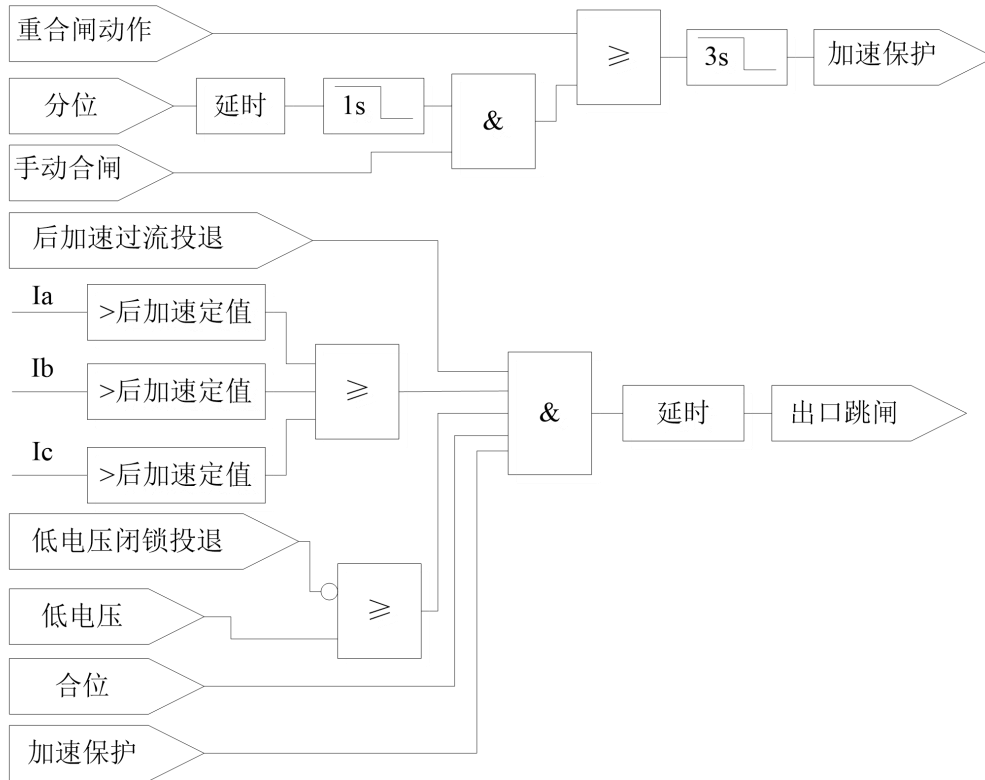 重合闸动作
≥
3s
加速保护
分位
延时
1s
&
手动合闸
后加速过流投退
Ia
>后加速定值
Ib
>后加速定值
≥
&
延时
出口跳闸
Ic
>后加速定值
低电压闭锁投退
低电压
≥
合位
加速保护